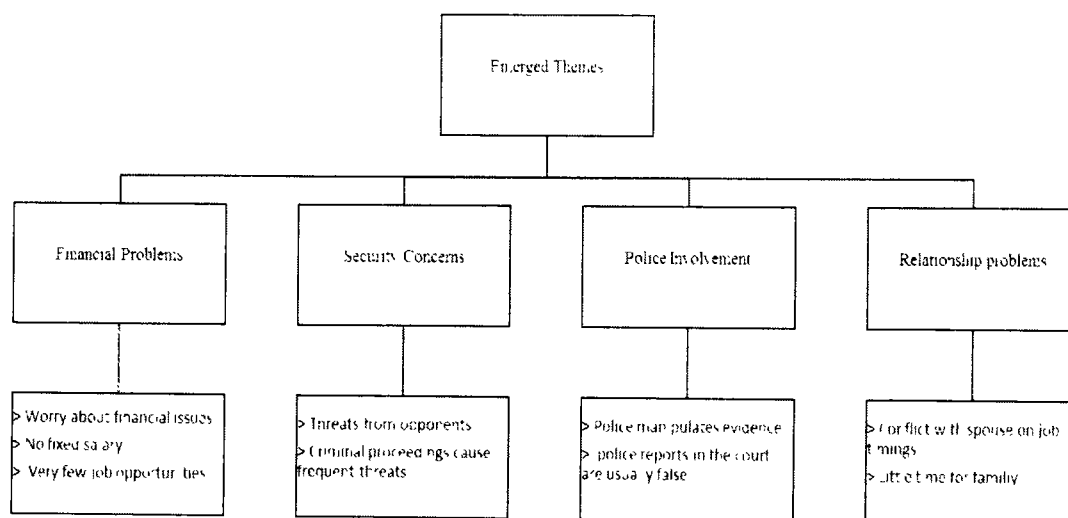 Emerged Themes
Financial Problems
Security Concerns
Police Involvement
Relationship problems
> Worry about financial issues
> No fixed salary
> Very few job opportunities
> Threats from opponents
> Criminal proceedings cause
frequent threats
> Police manipulates evidence
> police reports in the court
are usually false
> Conflict with spouse on job
timings
> Little time for familiy